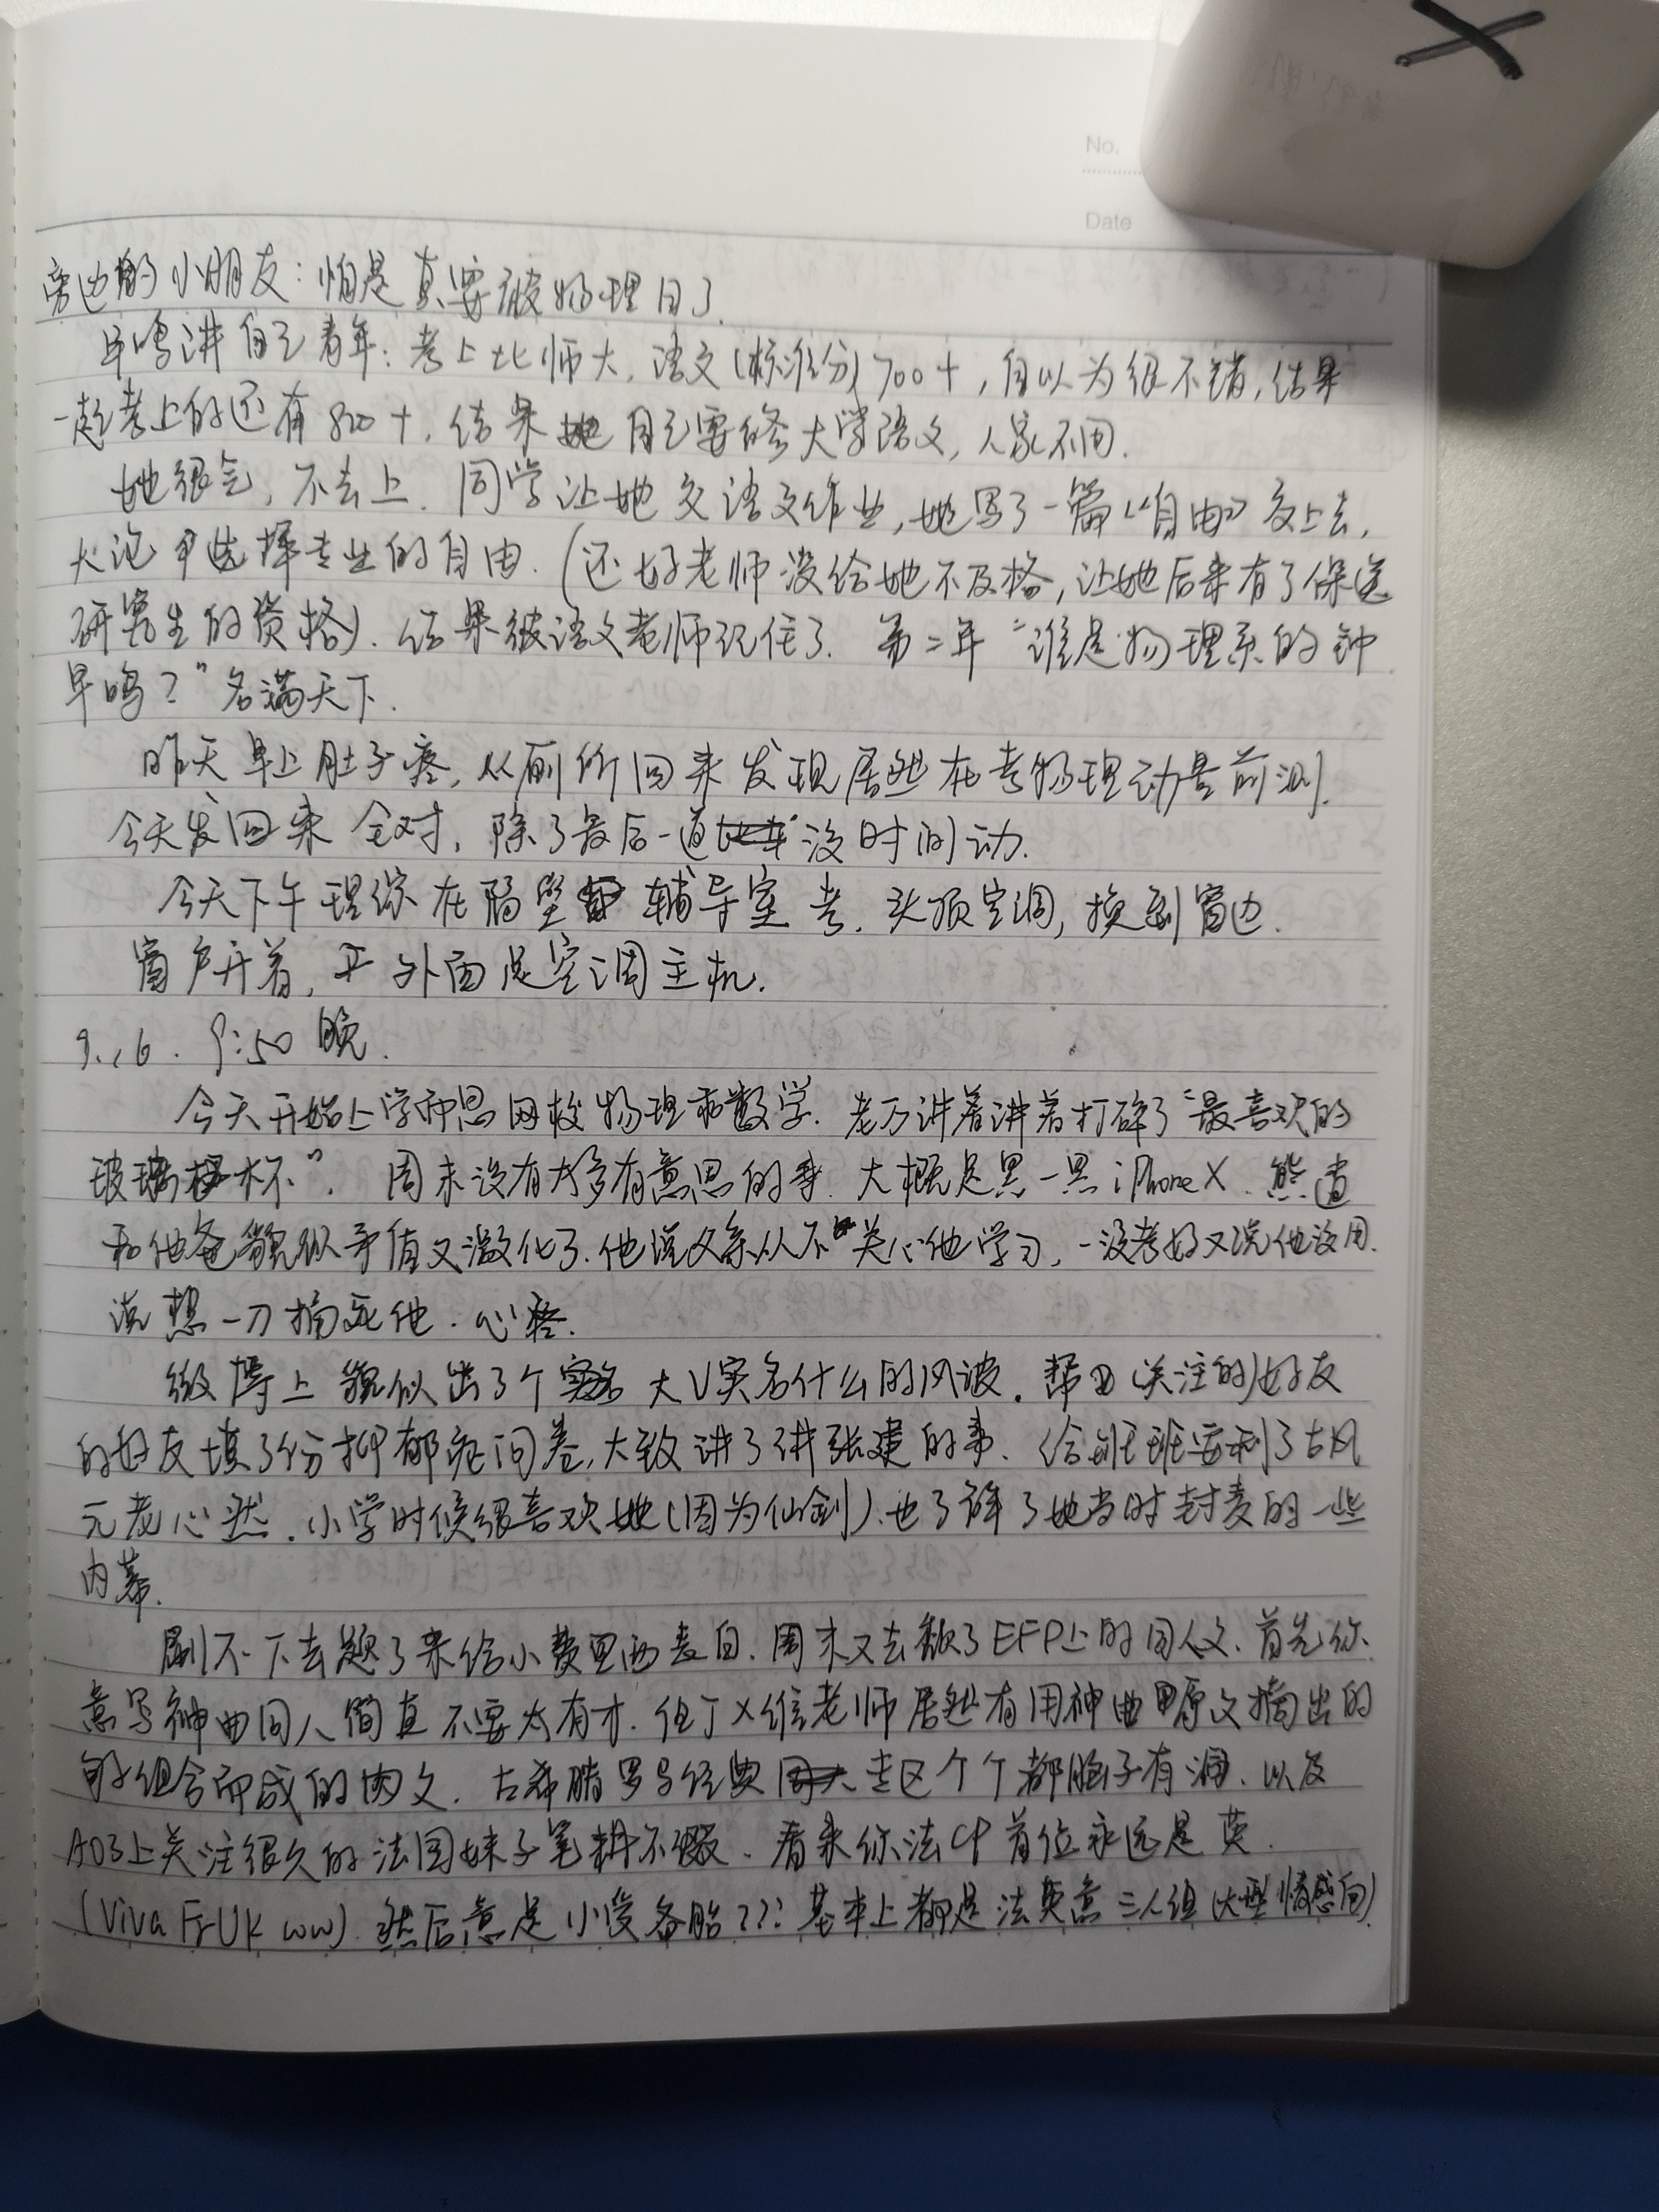 No.
Date
旁边的小朋友：怕是真要被物理日了.
早鸣讲自己青年：考上北师大，语文(标准分)700+，自以为很不错，结果
一起考上的还有800+，结果她自己要修大学语文，人家不用.
她很气，不去上. 同学让她交语文作业，她写了一篇《自由》交上去，
大论选择专业的自由.(还好老师没给她不及格，让她后来有了保送
研究生的资格). 结果被语文老师记住了. 第二年“谁是物理系的钟
早鸣？”名满天下.
昨天早上肚子疼，从厕所回来发现居然在考物理动量前测.
今天发回来全对，除了最后一道没时间动.
今天下午理综在隔壁辅导室考. 头顶空调，换到窗边.
窗户开着，正外面是空调主机.
9.16. 9:50 晚.
今天开始上学而思网校物理和数学. 老万讲着讲着打碎了“最喜欢的
玻璃杯”. 周末没有太多有意思的事. 大概是黑一黑iPhone X. 熊
和他爸貌似矛盾又激化了. 他说父亲从不关心他学习，一没考好又说他没用.
说想一刀捅死他. 心疼.
微博上貌似出了个大V实名什么的风波. 帮(关注的)好友
的好友填了份抑郁症问卷，大致讲了讲张建的事. 给班班安利了古风
元老心然. 小学时候很喜欢她(因为仙剑). 也了解了她当时封麦的一些
内幕.
刷不下去题了来给小费里西表白. 周末又去翻了EFP上的同人文. 首先你
意写神曲同人简直不要太有才. 但丁×维老师居然有用神曲原文摘出的
句子组合而成的肉文. 古希腊罗马经典专区个个都脑子有洞. 以及
AO3上关注很久的法国妹子笔耕不辍. 看来你法CP首位永远是英.
(Viva FrUK ww). 然后意是小受备胎??? 基本上都是法英意三人组(大型情感向)